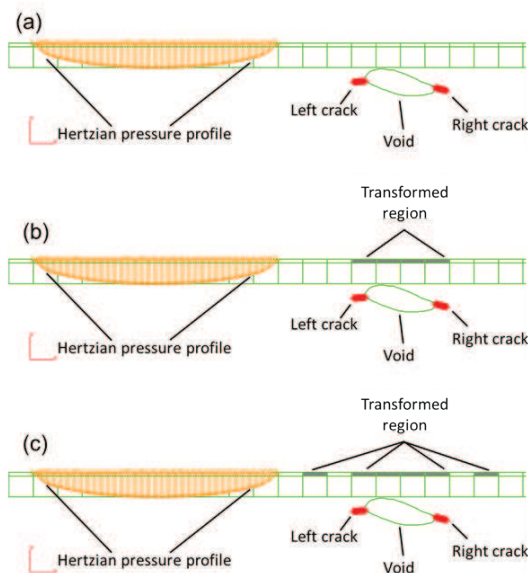 (a)
Left crack
Right crack
Hertzian pressure profile
Void
Transformed
region
(b)
Left crack
Right crack
Hertzian pressure profile
Void
Transformed
region
(c)
Left crack
Right crack
Hertzian pressure profile
Void